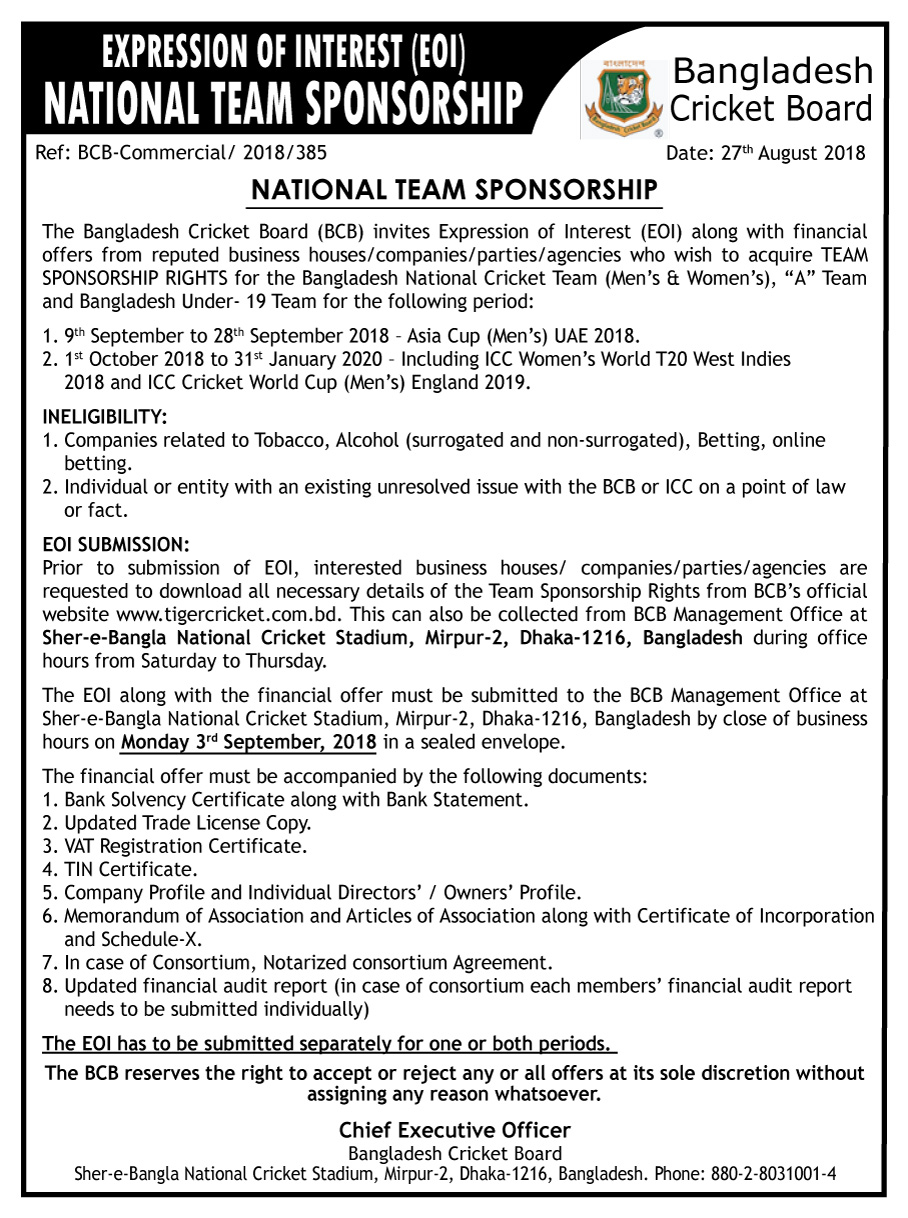 EXPRESSION OF INTEREST (EOI)
NATIONAL TEAM SPONSORSHIP
বাংলাদেশ
Bangladesh Cricket Board
®
Bangladesh
Cricket Board
Ref: BCB-Commercial/ 2018/385
Date: 27th August 2018
NATIONAL TEAM SPONSORSHIP
The Bangladesh Cricket Board (BCB) invites Expression of Interest (EOI) along with financial
offers from reputed business houses/companies/parties/agencies who wish to acquire TEAM
SPONSORSHIP RIGHTS for the Bangladesh National Cricket Team (Men's & Women's), “A” Team
and Bangladesh Under- 19 Team for the following period:
1. 9th September to 28th September 2018 – Asia Cup (Men's) UAE 2018.
2. 1st October 2018 to 31st January 2020 – Including ICC Women's World T20 West Indies
2018 and ICC Cricket World Cup (Men's) England 2019.
INELIGIBILITY:
1. Companies related to Tobacco, Alcohol (surrogated and non-surrogated), Betting, online
betting.
2. Individual or entity with an existing unresolved issue with the BCB or ICC on a point of law
or fact.
EOI SUBMISSION:
Prior to submission of EOI, interested business houses/ companies/parties/agencies are
requested to download all necessary details of the Team Sponsorship Rights from BCB's official
website www.tigercricket.com.bd. This can also be collected from BCB Management Office at
Sher-e-Bangla National Cricket Stadium, Mirpur-2, Dhaka-1216, Bangladesh during office
hours from Saturday to Thursday.
The EOI along with the financial offer must be submitted to the BCB Management Office at
Sher-e-Bangla National Cricket Stadium, Mirpur-2, Dhaka-1216, Bangladesh by close of business
hours on Monday 3rd September, 2018 in a sealed envelope.
The financial offer must be accompanied by the following documents:
1. Bank Solvency Certificate along with Bank Statement.
2. Updated Trade License Copy.
3. VAT Registration Certificate.
4. TIN Certificate.
5. Company Profile and Individual Directors' / Owners' Profile.
6. Memorandum of Association and Articles of Association along with Certificate of Incorporation
and Schedule-X.
7. In case of Consortium, Notarized consortium Agreement.
8. Updated financial audit report (in case of consortium each members' financial audit report
needs to be submitted individually)
The EOI has to be submitted separately for one or both periods.
The BCB reserves the right to accept or reject any or all offers at its sole discretion without
assigning any reason whatsoever.
Chief Executive Officer
Bangladesh Cricket Board
Sher-e-Bangla National Cricket Stadium, Mirpur-2, Dhaka-1216, Bangladesh. Phone: 880-2-8031001-4